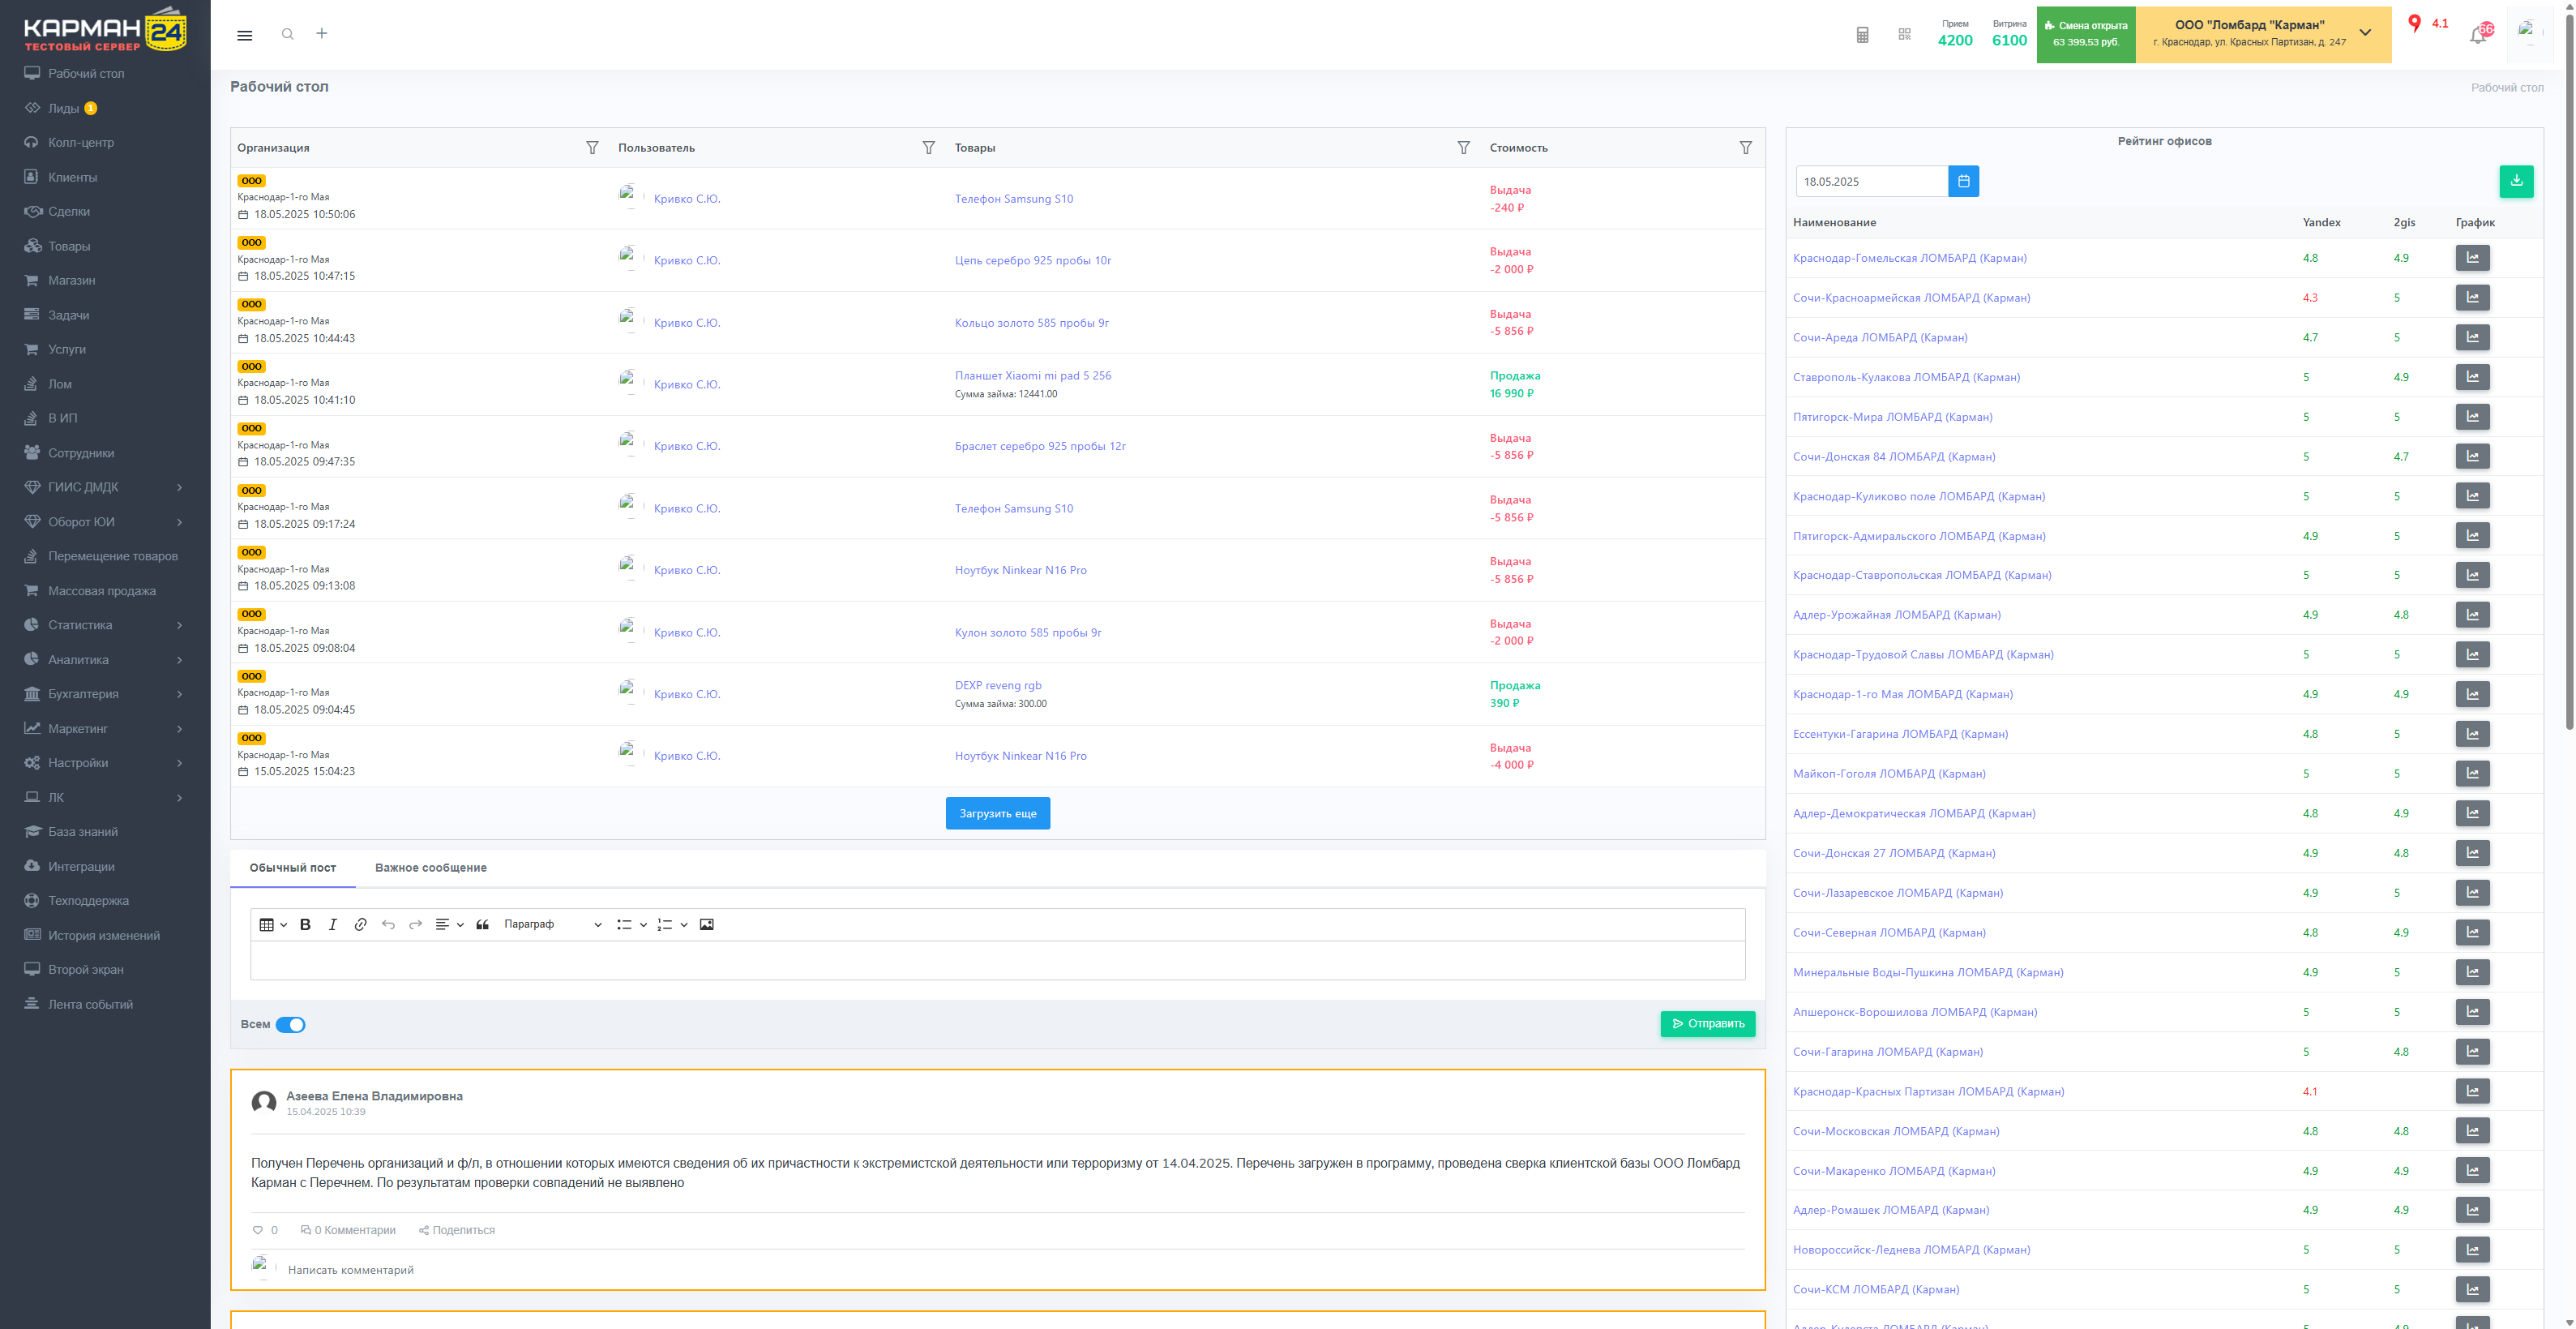 КАРМАН 24
ТЕСТОВЫЙ СЕРВЕР
Рабочий стол
Лиды 1
Колл-центр
Клиенты
Сделки
Товары
Магазин
Задачи
Услуги
Лом
В ИП
Сотрудники
ГИИС ДМДК
Оборот ЮИ
Перемещение товаров
Массовая продажа
Статистика
Аналитика
Бухгалтерия
Маркетинг
Настройки
ЛК
База знаний
Интеграции
Техподдержка
История изменений
Второй экран
Лента событий
Прием
4200
Витрина
6100
Смена открыта
63 399,53 руб.
ООО "Ломбард "Карман"
г. Краснодар, ул. Красных Партизан, д. 247
4.1
Рабочий стол
Рабочий стол
Организация Пользователь Товары Стоимость
ООО
Краснодар-1-го Мая
18.05.2025 10:50:06
Кривко С.Ю.
Телефон Samsung S10
Выдача
-240 ₽
ООО
Краснодар-1-го Мая
18.05.2025 10:47:15
Кривко С.Ю.
Цепь серебро 925 пробы 10г
Выдача
-2 000 ₽
ООО
Краснодар-1-го Мая
18.05.2025 10:44:43
Кривко С.Ю.
Кольцо золото 585 пробы 9г
Выдача
-5 856 ₽
ООО
Краснодар-1-го Мая
18.05.2025 10:41:10
Кривко С.Ю.
Планшет Xiaomi mi pad 5 256
Сумма займа: 12441.00
Продажа
16 990 ₽
ООО
Краснодар-1-го Мая
18.05.2025 09:47:35
Кривко С.Ю.
Браслет серебро 925 пробы 12г
Выдача
-5 856 ₽
ООО
Краснодар-1-го Мая
18.05.2025 09:17:24
Кривко С.Ю.
Телефон Samsung S10
Выдача
-5 856 ₽
ООО
Краснодар-1-го Мая
18.05.2025 09:13:08
Кривко С.Ю.
Ноутбук Ninkear N16 Pro
Выдача
-5 856 ₽
ООО
Краснодар-1-го Мая
18.05.2025 09:08:04
Кривко С.Ю.
Кулон золото 585 пробы 9г
Выдача
-2 000 ₽
ООО
Краснодар-1-го Мая
18.05.2025 09:04:45
Кривко С.Ю.
DEXP reveng rgb
Сумма займа: 300.00
Продажа
390 ₽
ООО
Краснодар-1-го Мая
15.05.2025 15:04:23
Кривко С.Ю.
Ноутбук Ninkear N16 Pro
Выдача
-4 000 ₽
Загрузить еще
Обычный пост Важное сообщение
Параграф
Всем
Отправить
Азеева Елена Владимировна
15.04.2025 10:39
Получен Перечень организаций и ф/л, в отношении которых имеются сведения об их причастности к экстремистской деятельности или терроризму от 14.04.2025. Перечень загружен в программу, проведена сверка клиентской базы ООО Ломбард
Карман с Перечнем. По результатам проверки совпадений не выявлено
0 0 Комментарии Поделиться
Написать комментарий
Рейтинг офисов
18.05.2025
Наименование Yandex 2gis График
Краснодар-Гомельская ЛОМБАРД (Карман) 4.8 4.9
Сочи-Красноармейская ЛОМБАРД (Карман) 4.3 5
Сочи-Ареда ЛОМБАРД (Карман) 4.7 5
Ставрополь-Кулакова ЛОМБАРД (Карман) 5 4.9
Пятигорск-Мира ЛОМБАРД (Карман) 5 5
Сочи-Донская 84 ЛОМБАРД (Карман) 5 4.7
Краснодар-Куликово поле ЛОМБАРД (Карман) 5 5
Пятигорск-Адмиральского ЛОМБАРД (Карман) 4.9 5
Краснодар-Ставропольская ЛОМБАРД (Карман) 5 5
Адлер-Урожайная ЛОМБАРД (Карман) 4.9 4.8
Краснодар-Трудовой Славы ЛОМБАРД (Карман) 5 5
Краснодар-1-го Мая ЛОМБАРД (Карман) 4.9 4.9
Ессентуки-Гагарина ЛОМБАРД (Карман) 4.8 5
Майкоп-Гоголя ЛОМБАРД (Карман) 5 5
Адлер-Демократическая ЛОМБАРД (Карман) 4.8 4.9
Сочи-Донская 27 ЛОМБАРД (Карман) 4.9 4.8
Сочи-Лазаревское ЛОМБАРД (Карман) 4.9 5
Сочи-Северная ЛОМБАРД (Карман) 4.8 4.9
Минеральные Воды-Пушкина ЛОМБАРД (Карман) 4.9 5
Апшеронск-Ворошилова ЛОМБАРД (Карман) 5 5
Сочи-Гагарина ЛОМБАРД (Карман) 5 4.8
Краснодар-Красных Партизан ЛОМБАРД (Карман) 4.1
Сочи-Московская ЛОМБАРД (Карман) 4.8 4.8
Сочи-Макаренко ЛОМБАРД (Карман) 4.9 4.9
Адлер-Ромашек ЛОМБАРД (Карман) 4.9 4.9
Новороссийск-Леднева ЛОМБАРД (Карман) 5 5
Сочи-КСМ ЛОМБАРД (Карман) 5 5